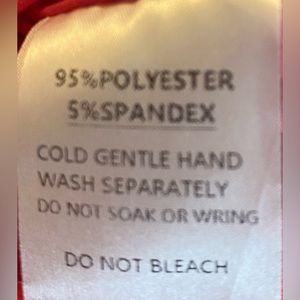 95%POLYESTER
5%SPANDEX
COLD GENTLE HAND
WASH SEPARATELY
DO NOT SOAK OR WRING
DO NOT BLEACH